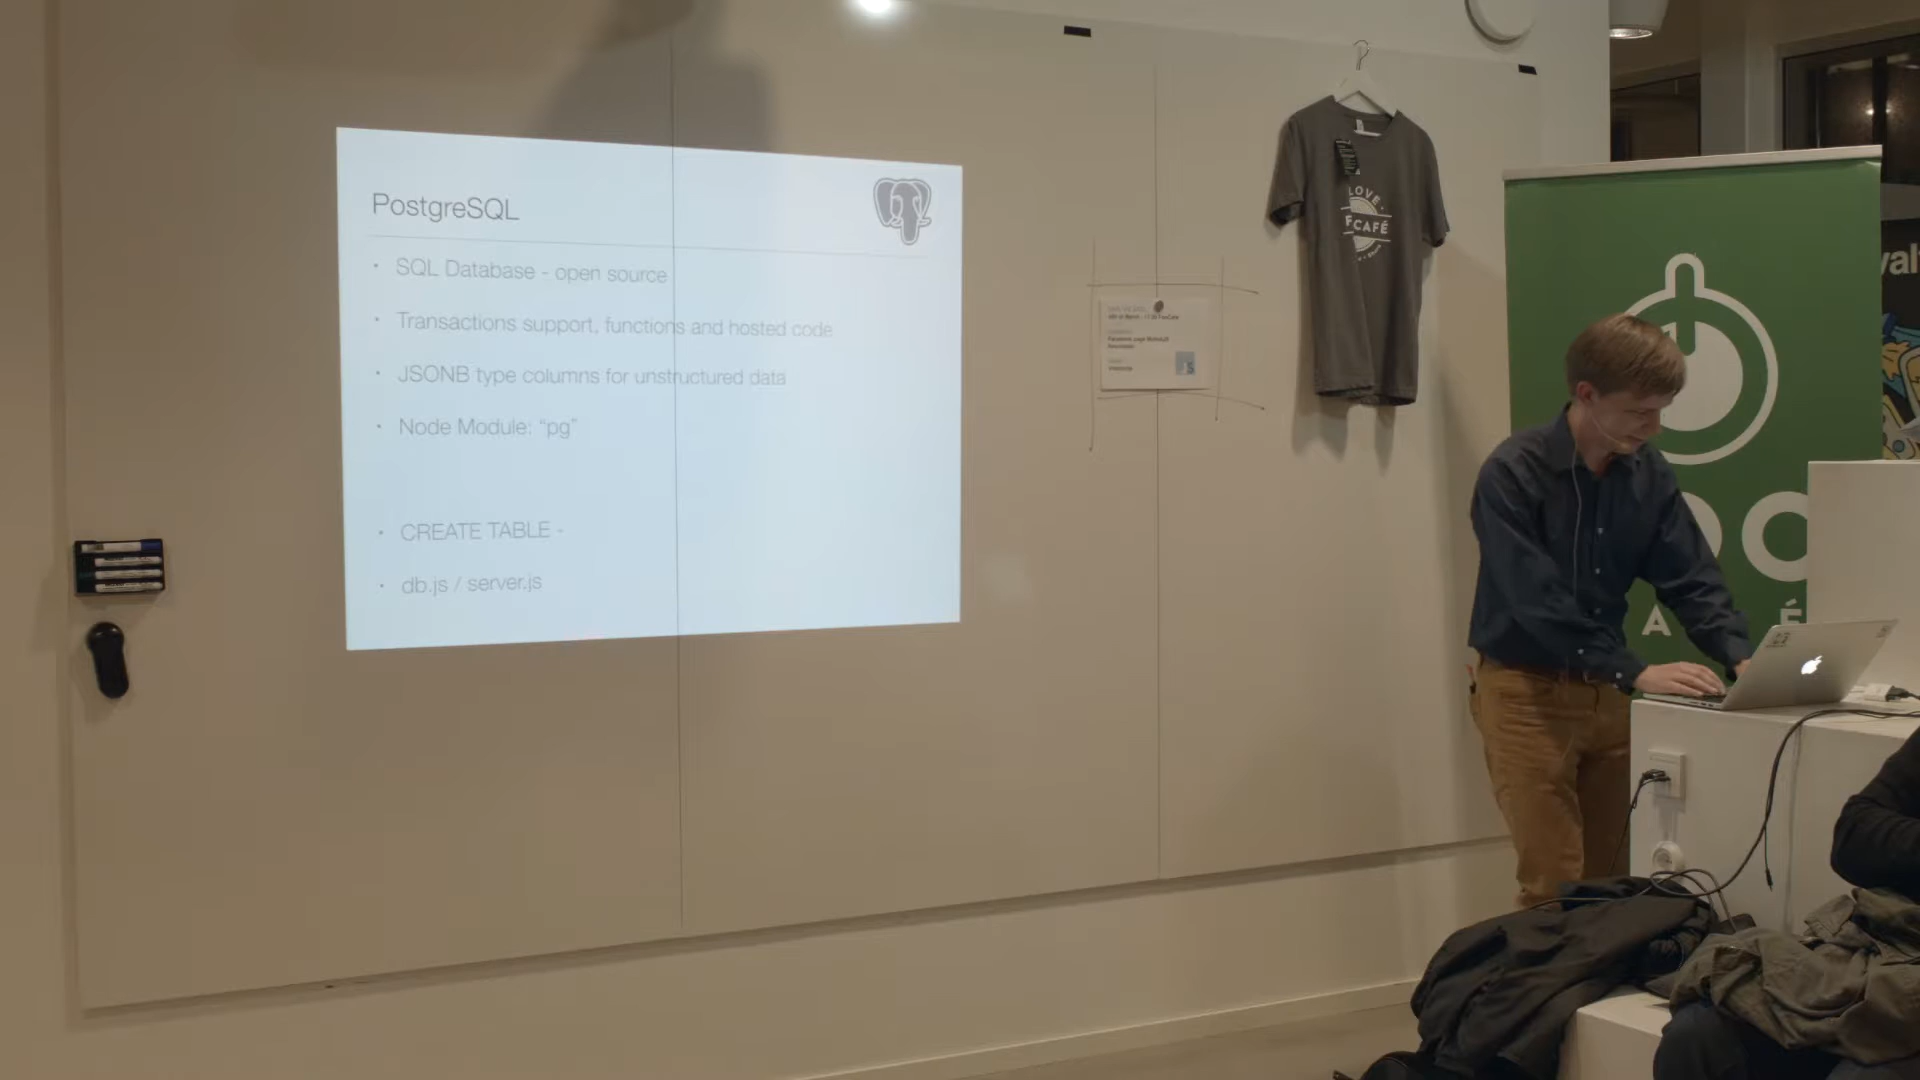 PostgreSQL
• SQL Database - open source
• Transactions support, functions and hosted code
• JSONB type columns for unstructured data
• Node Module: “pg”
• CREATE TABLE -
• db.js / server.js
LOVE
F CAFÉ
JS